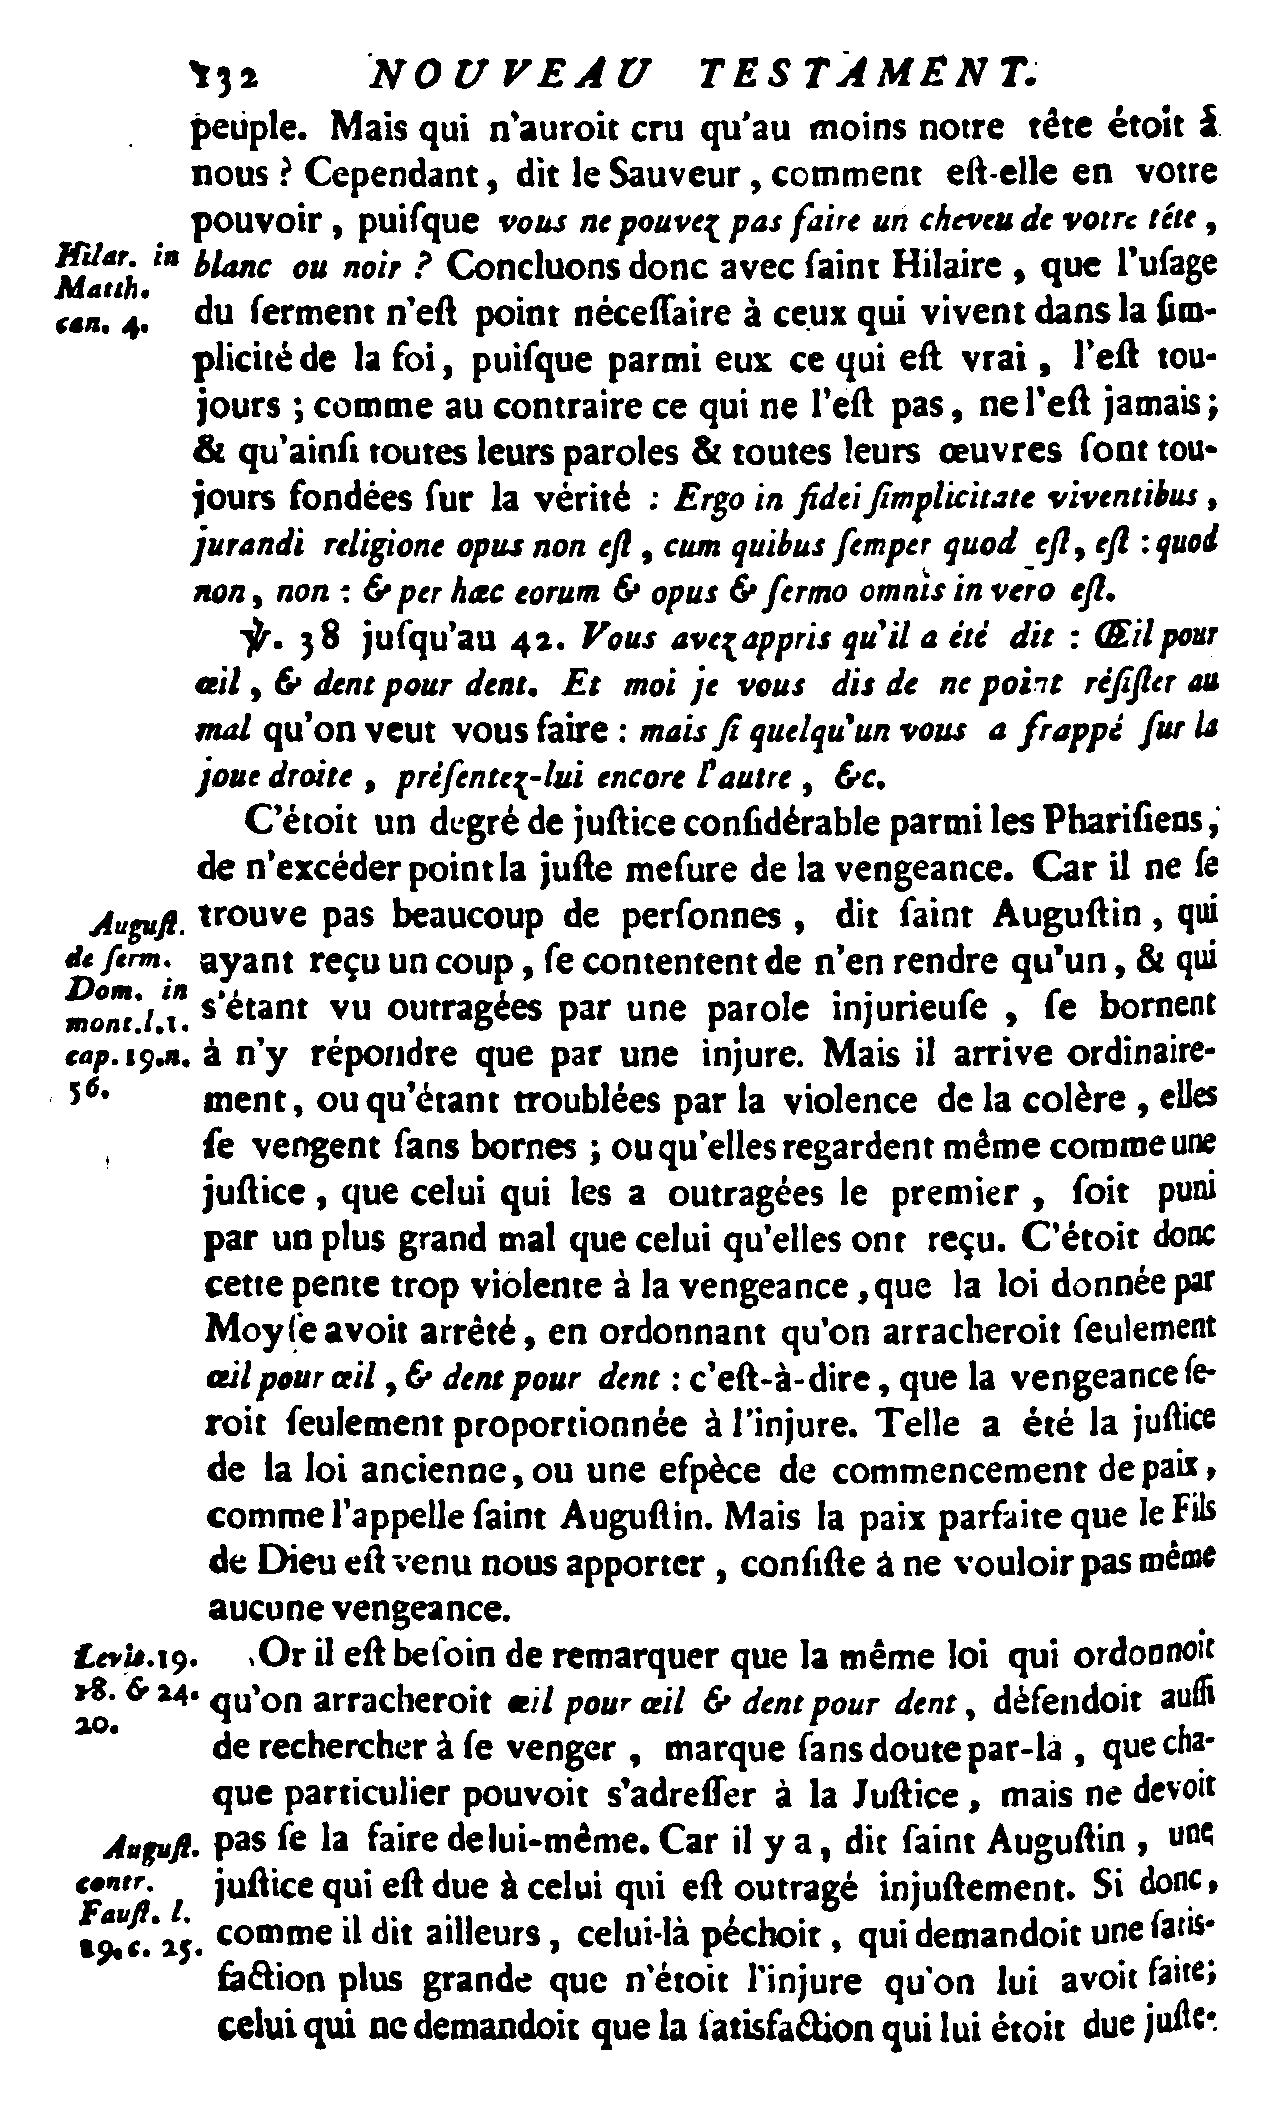 132 NOUVEAU TESTAMENT.
peuple. Mais qui n'auroit cru qu'au moins notre tête étoit à
nous ? Cependant, dit le Sauveur, comment eſt-elle en votre
pouvoir, puiſque vous ne pouvez pas faire un cheveu de votre tête,
Hilar. in
Matth.
can. 4.
blanc ou noir ? Concluons donc avec ſaint Hilaire, que l'uſage
du ſerment n'eſt point néceſſaire à ceux qui vivent dans la ſim-
plicité de la foi, puiſque parmi eux ce qui eſt vrai, l'eſt tou-
jours ; comme au contraire ce qui ne l'eſt pas, ne l'eſt jamais ;
& qu'ainſi toutes leurs paroles & toutes leurs œuvres ſont tou-
jours fondées ſur la vérité : Ergo in fidei ſimplicitate viventibus,
jurandi religione opus non eſt, cum quibus ſemper quod eſt, eſt : quod
non, non : & per hæc eorum & opus & ſermo omnis in vero eſt.
℣. 38 juſqu'au 42. Vous avez appris qu'il a été dit : Œil pour
œil, & dent pour dent. Et moi je vous dis de ne point réſiſter au
mal qu'on veut vous faire : mais ſi quelqu'un vous a frappé ſur la
joue droite, préſentez-lui encore l'autre, &c.
C'étoit un degré de juſtice conſidérable parmi les Phariſiens,
de n'excéder point la juſte meſure de la vengeance. Car il ne ſe
Auguſt.
de ſerm.
Dom. in
mont. l. 1.
cap. 19. n.
56.
trouve pas beaucoup de perſonnes, dit ſaint Auguſtin, qui
ayant reçu un coup, ſe contentent de n'en rendre qu'un, & qui
s'étant vu outragées par une parole injurieuſe, ſe bornent
à n'y répondre que par une injure. Mais il arrive ordinaire-
ment, ou qu'étant troublées par la violence de la colère, elles
ſe vengent ſans bornes ; ou qu'elles regardent même comme une
juſtice, que celui qui les a outragées le premier, ſoit puni
par un plus grand mal que celui qu'elles ont reçu. C'étoit donc
cette pente trop violente à la vengeance, que la loi donnée par
Moyſe avoit arrêté, en ordonnant qu'on arracheroit ſeulement
œil pour œil, & dent pour dent : c'eſt-à-dire, que la vengeance ſe-
roit ſeulement proportionnée à l'injure. Telle a été la juſtice
de la loi ancienne, ou une eſpèce de commencement de paix,
comme l'appelle ſaint Auguſtin. Mais la paix parfaite que le Fils
de Dieu eſt venu nous apporter, conſiſte à ne vouloir pas même
aucune vengeance.
Levit. 19.
18. & 24.
20.
Or il eſt beſoin de remarquer que la même loi qui ordonnoit
qu'on arracheroit œil pour œil & dent pour dent, défendoit auſſi
de rechercher à ſe venger, marque ſans doute par-là, que cha-
que particulier pouvoit s'adreſſer à la Juſtice, mais ne devoit
Auguſt.
contr.
Fauſt. l.
19. c. 25.
pas ſe la faire de lui-même. Car il y a, dit ſaint Auguſtin, une
juſtice qui eſt due à celui qui eſt outragé injuſtement. Si donc,
comme il dit ailleurs, celui-là péchoit, qui demandoit une ſatis-
faction plus grande que n'étoit l'injure qu'on lui avoit faite ;
celui qui ne demandoit que la ſatisfaction qui lui étoit due juſte-